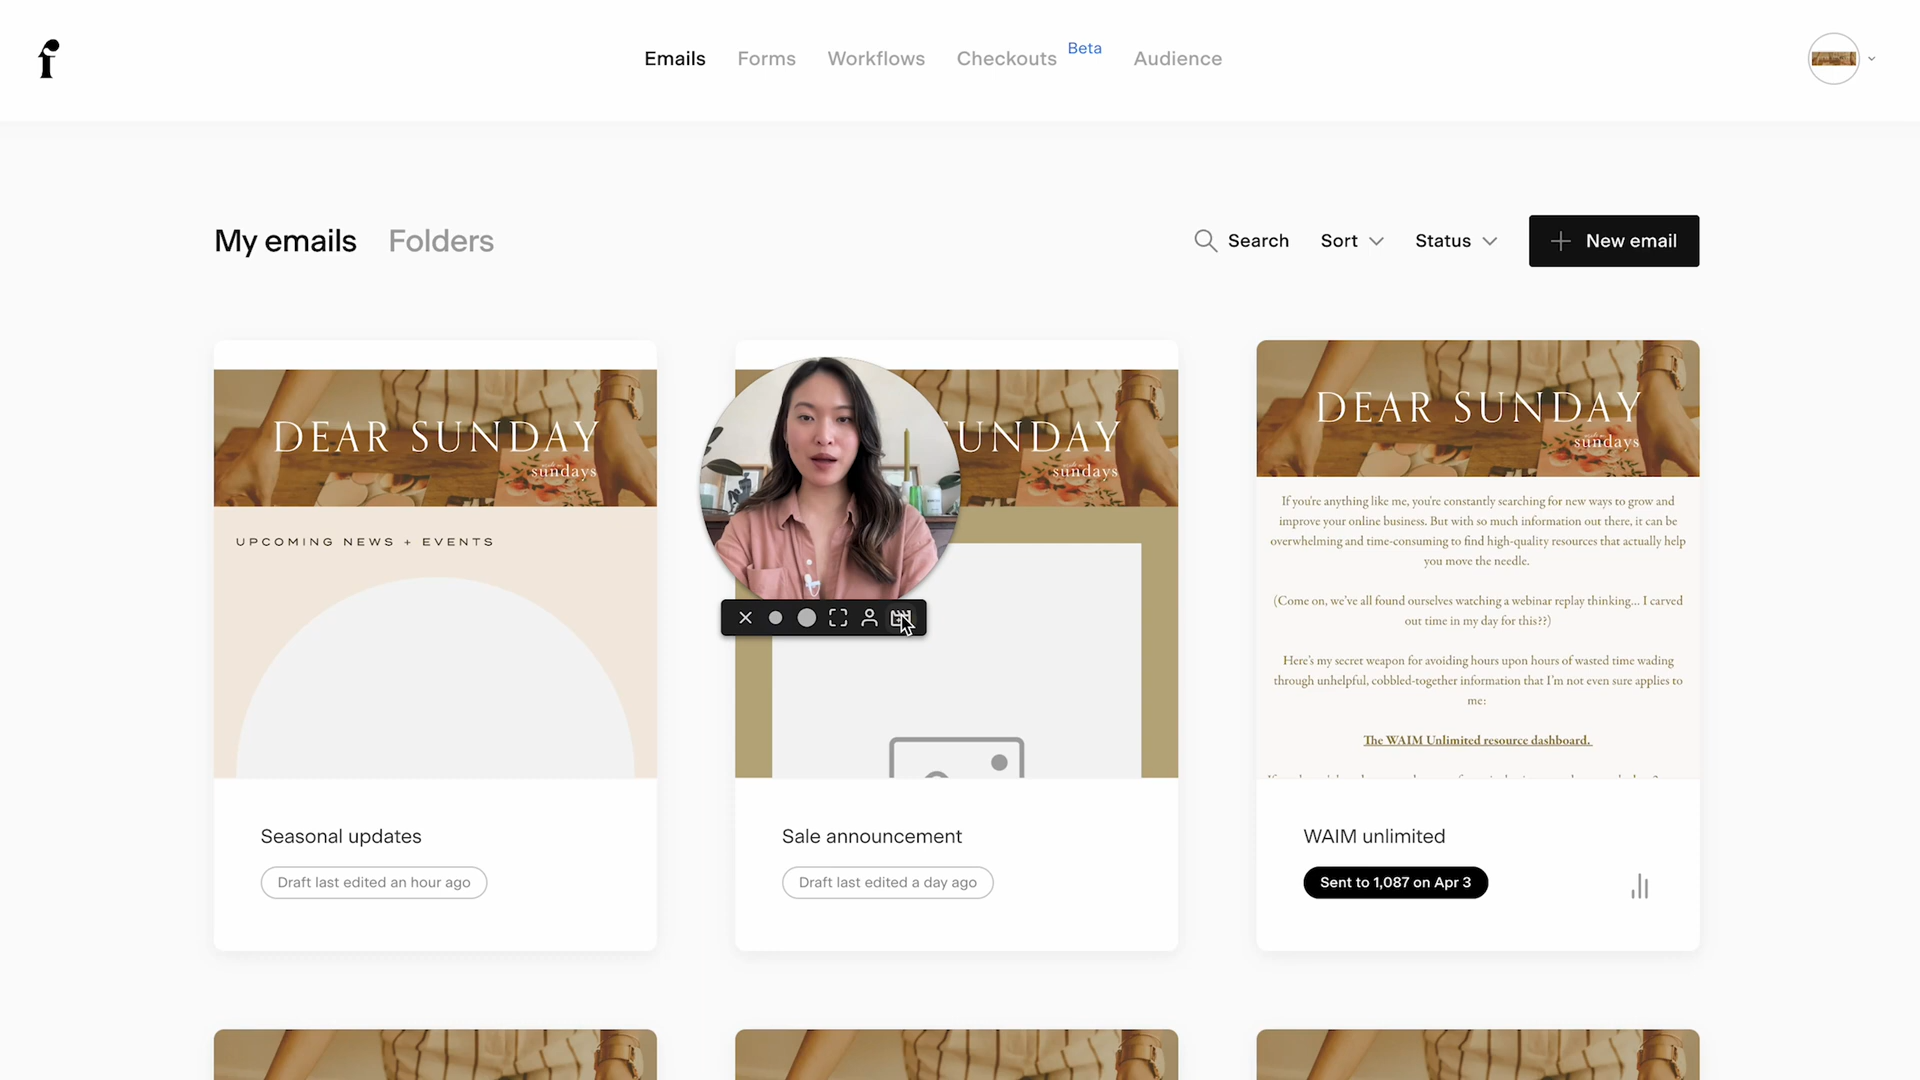 f
Emails Forms Workflows Checkouts Beta Audience
My emails Folders
Search Sort Status New email
DEAR SUNDAY
sundays
UPCOMING NEWS + EVENTS
Seasonal updates
Draft last edited an hour ago
SUNDAY
sundays
Sale announcement
Draft last edited a day ago
DEAR SUNDAY
sundays
If you're anything like me, you're constantly searching for new ways to grow and
improve your online business. But with so much information out there, it can be
overwhelming and time-consuming to find high-quality resources that actually help
you move the needle.
(Come on, we've all found ourselves watching a webinar replay thinking... I carved
out time in my day for this??)
Here's my secret weapon for avoiding hours upon hours of wasted time wading
through unhelpful, cobbled-together information that I'm not even sure applies to
me:
The WAIM Unlimited resource dashboard.
WAIM unlimited
Sent to 1,087 on Apr 3